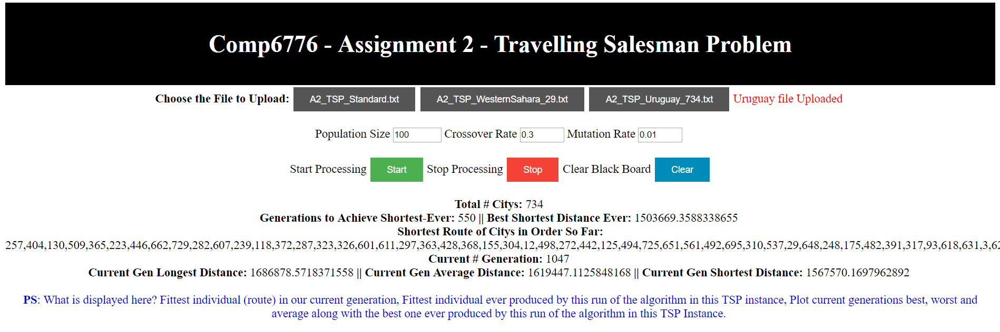 Comp6776 - Assignment 2 - Travelling Salesman Problem
Choose the File to Upload: A2_TSP_Standard.txt A2_TSP_WesternSahara_29.txt A2_TSP_Uruguay_734.txt Uruguay file Uploaded
Population Size 100 Crossover Rate 0.3 Mutation Rate 0.01
Start Processing Start Stop Processing Stop Clear Black Board Clear
Total # Citys: 734
Generations to Achieve Shortest-Ever: 550 || Best Shortest Distance Ever: 1503669.3588338655
Shortest Route of Citys in Order So Far:
257,404,130,509,365,223,446,662,729,282,607,239,118,372,287,323,326,601,611,297,363,428,368,155,304,12,498,272,442,125,494,725,651,561,492,695,310,537,29,648,248,175,482,391,317,93,618,631,3,62
Current # Generation: 1047
Current Gen Longest Distance: 1686878.5718371558 || Current Gen Average Distance: 1619447.1125848168 || Current Gen Shortest Distance: 1567570.1697962892
PS: What is displayed here? Fittest individual (route) in our current generation, Fittest individual ever produced by this run of the algorithm in this TSP instance, Plot current generations best, worst and
average along with the best one ever produced by this run of the algorithm in this TSP Instance.